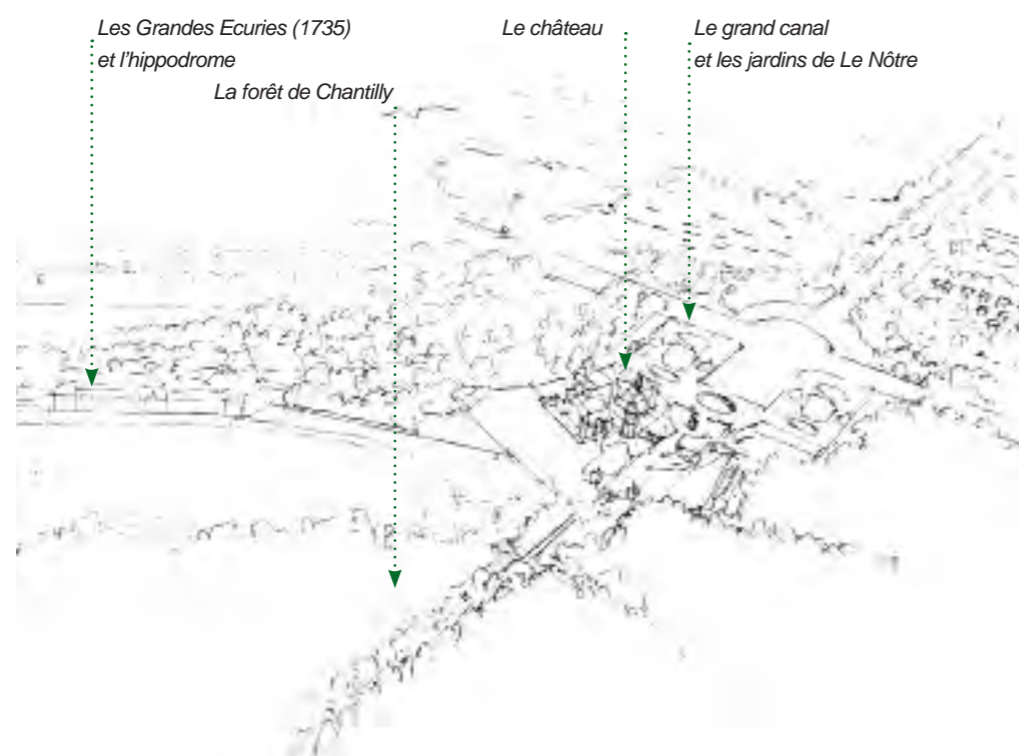 Les Grandes Ecuries (1735)
et l'hippodrome
La forêt de Chantilly
Le château
Le grand canal
et les jardins de Le Nôtre